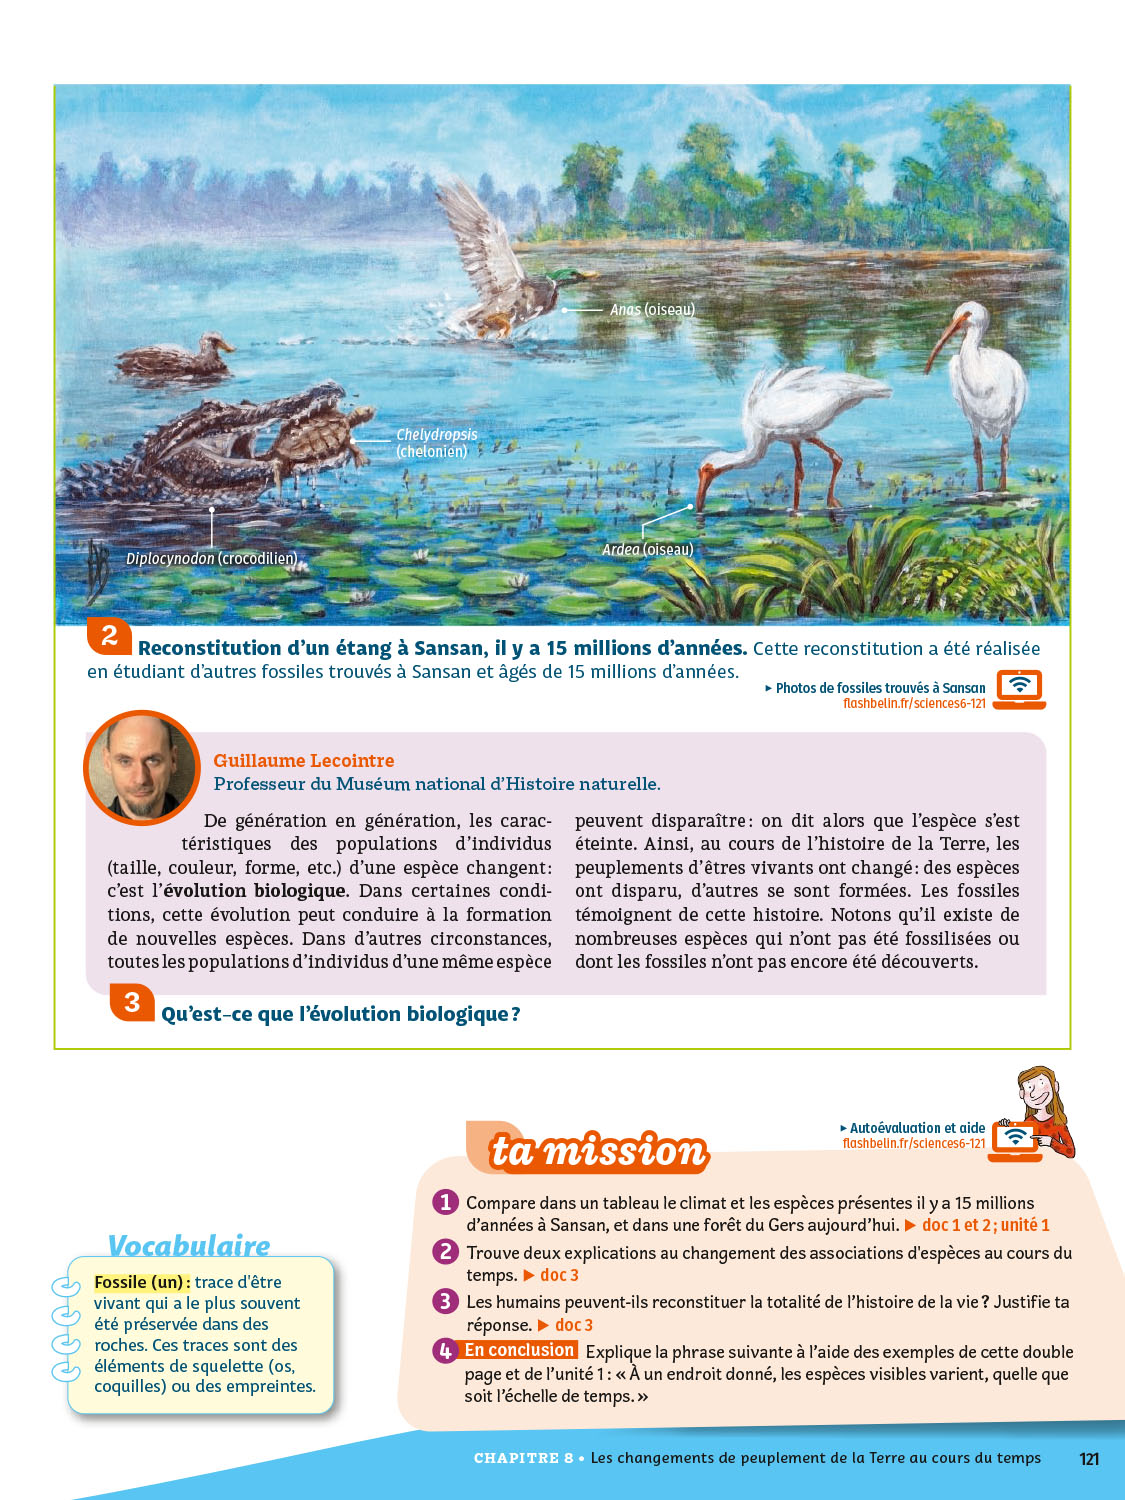 Anas (oiseau)
Chelydropsis
(chelonien)
Ardea (oiseau)
Diplocynodon (crocodilien)
2 Reconstitution d’un étang à Sansan, il y a 15 millions d’années. Cette reconstitution a été réalisée
en étudiant d’autres fossiles trouvés à Sansan et âgés de 15 millions d’années.
▸ Photos de fossiles trouvés à Sansan
flashbelin.fr/sciences6-121
Guillaume Lecointre
Professeur du Muséum national d’Histoire naturelle.
De génération en génération, les carac-
téristiques des populations d’individus
(taille, couleur, forme, etc.) d’une espèce changent :
c’est l’évolution biologique. Dans certaines condi-
tions, cette évolution peut conduire à la formation
de nouvelles espèces. Dans d’autres circonstances,
toutes les populations d’individus d’une même espèce
peuvent disparaître : on dit alors que l’espèce s’est
éteinte. Ainsi, au cours de l’histoire de la Terre, les
peuplements d’êtres vivants ont changé : des espèces
ont disparu, d’autres se sont formées. Les fossiles
témoignent de cette histoire. Notons qu’il existe de
nombreuses espèces qui n’ont pas été fossilisées ou
dont les fossiles n’ont pas encore été découverts.
3 Qu’est-ce que l’évolution biologique ?
▸ Autoévaluation et aide
flashbelin.fr/sciences6-121
ta mission
1 Compare dans un tableau le climat et les espèces présentes il y a 15 millions
d’années à Sansan, et dans une forêt du Gers aujourd’hui. ▶ doc 1 et 2 ; unité 1
2 Trouve deux explications au changement des associations d'espèces au cours du
temps. ▶ doc 3
3 Les humains peuvent-ils reconstituer la totalité de l’histoire de la vie ? Justifie ta
réponse. ▶ doc 3
4 En conclusion Explique la phrase suivante à l’aide des exemples de cette double
page et de l’unité 1 : « À un endroit donné, les espèces visibles varient, quelle que
soit l’échelle de temps. »
Vocabulaire
Fossile (un) : trace d'être
vivant qui a le plus souvent
été préservée dans des
roches. Ces traces sont des
éléments de squelette (os,
coquilles) ou des empreintes.
CHAPITRE 8 • Les changements de peuplement de la Terre au cours du temps 121